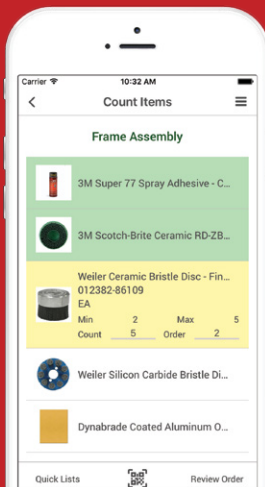 Carrier 10:32 AM
Count Items
Frame Assembly
3M Super 77 Spray Adhesive - C...
3M Scotch-Brite Ceramic RD-ZB...
Weiler Ceramic Bristle Disc - Fin...
012382-86109
EA
Min 2 Max 5
Count 5 Order 2
Weiler Silicon Carbide Bristle Di...
Dynabrade Coated Aluminum O...
Quick Lists Review Order